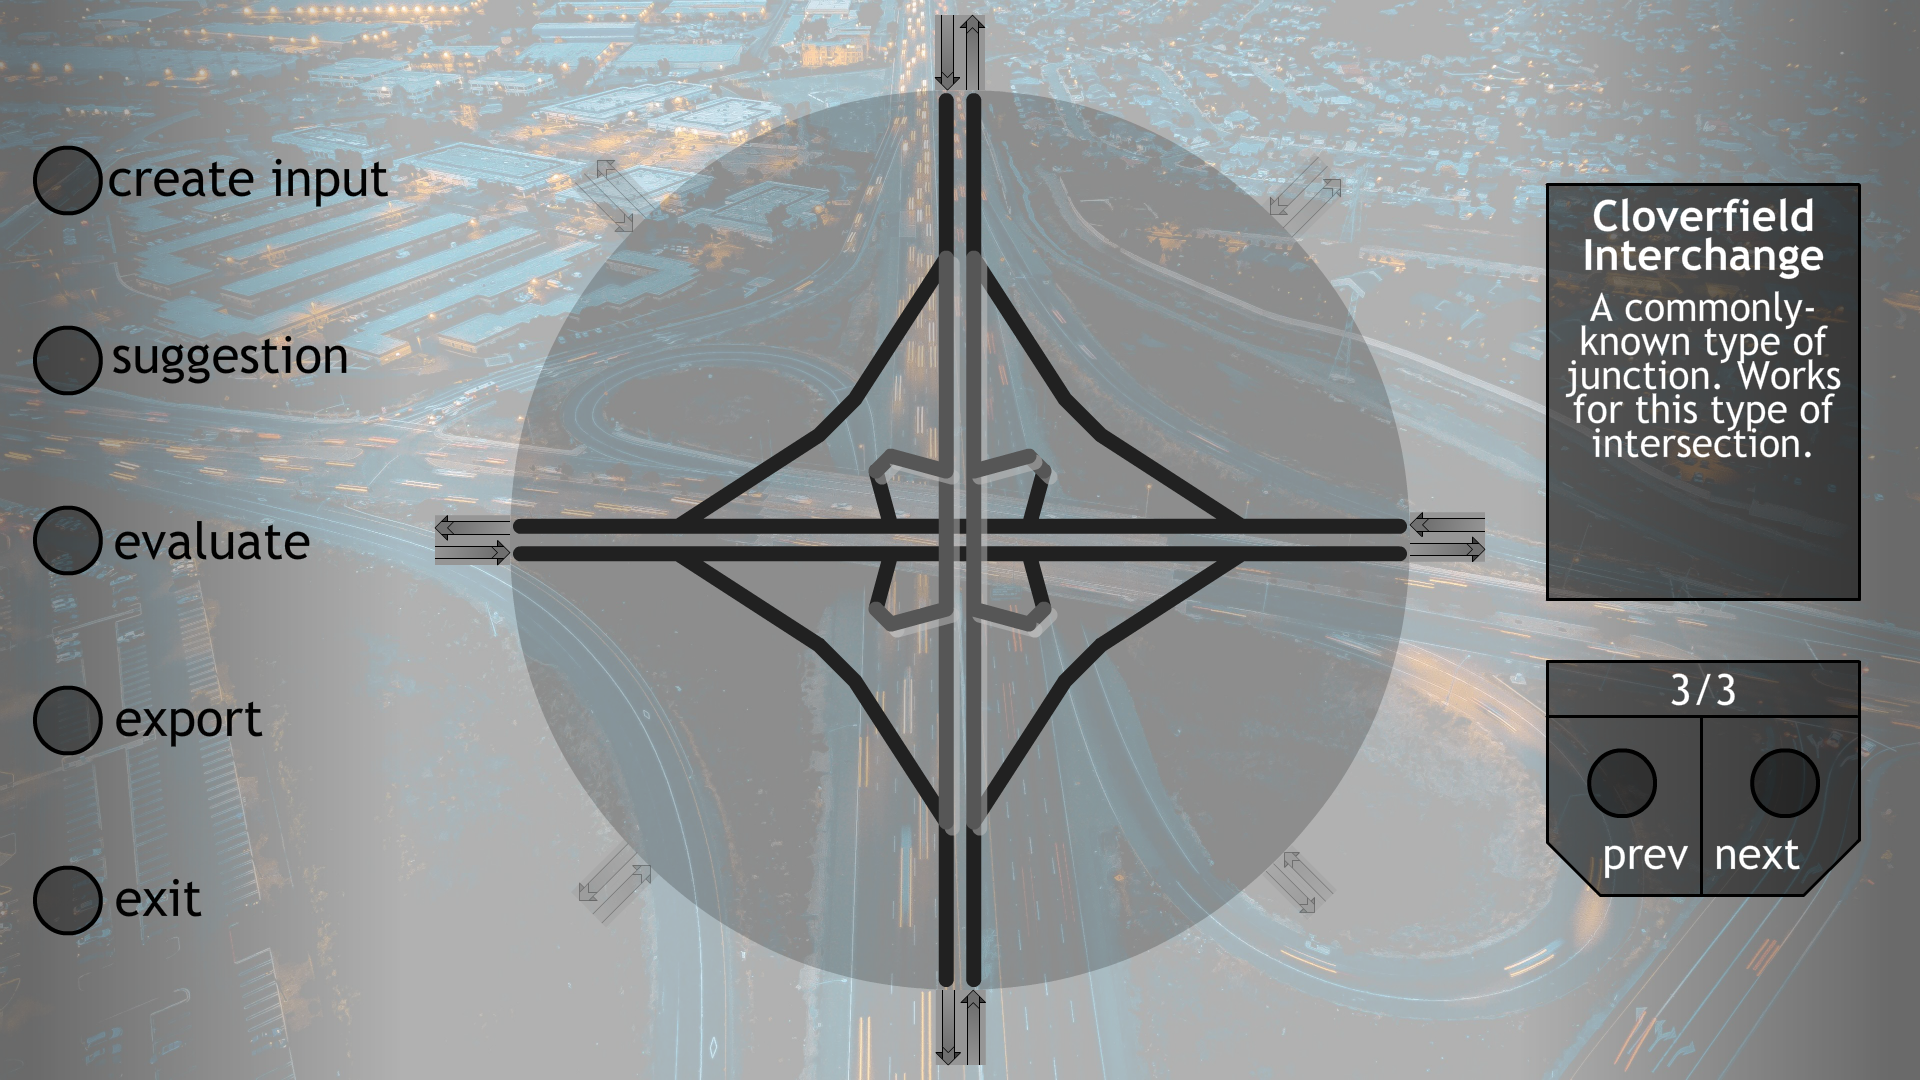 create input
suggestion
evaluate
export
exit
Cloverfield
Interchange
A commonly-
known type of
junction. Works
for this type of
intersection.
3/3
prev
next